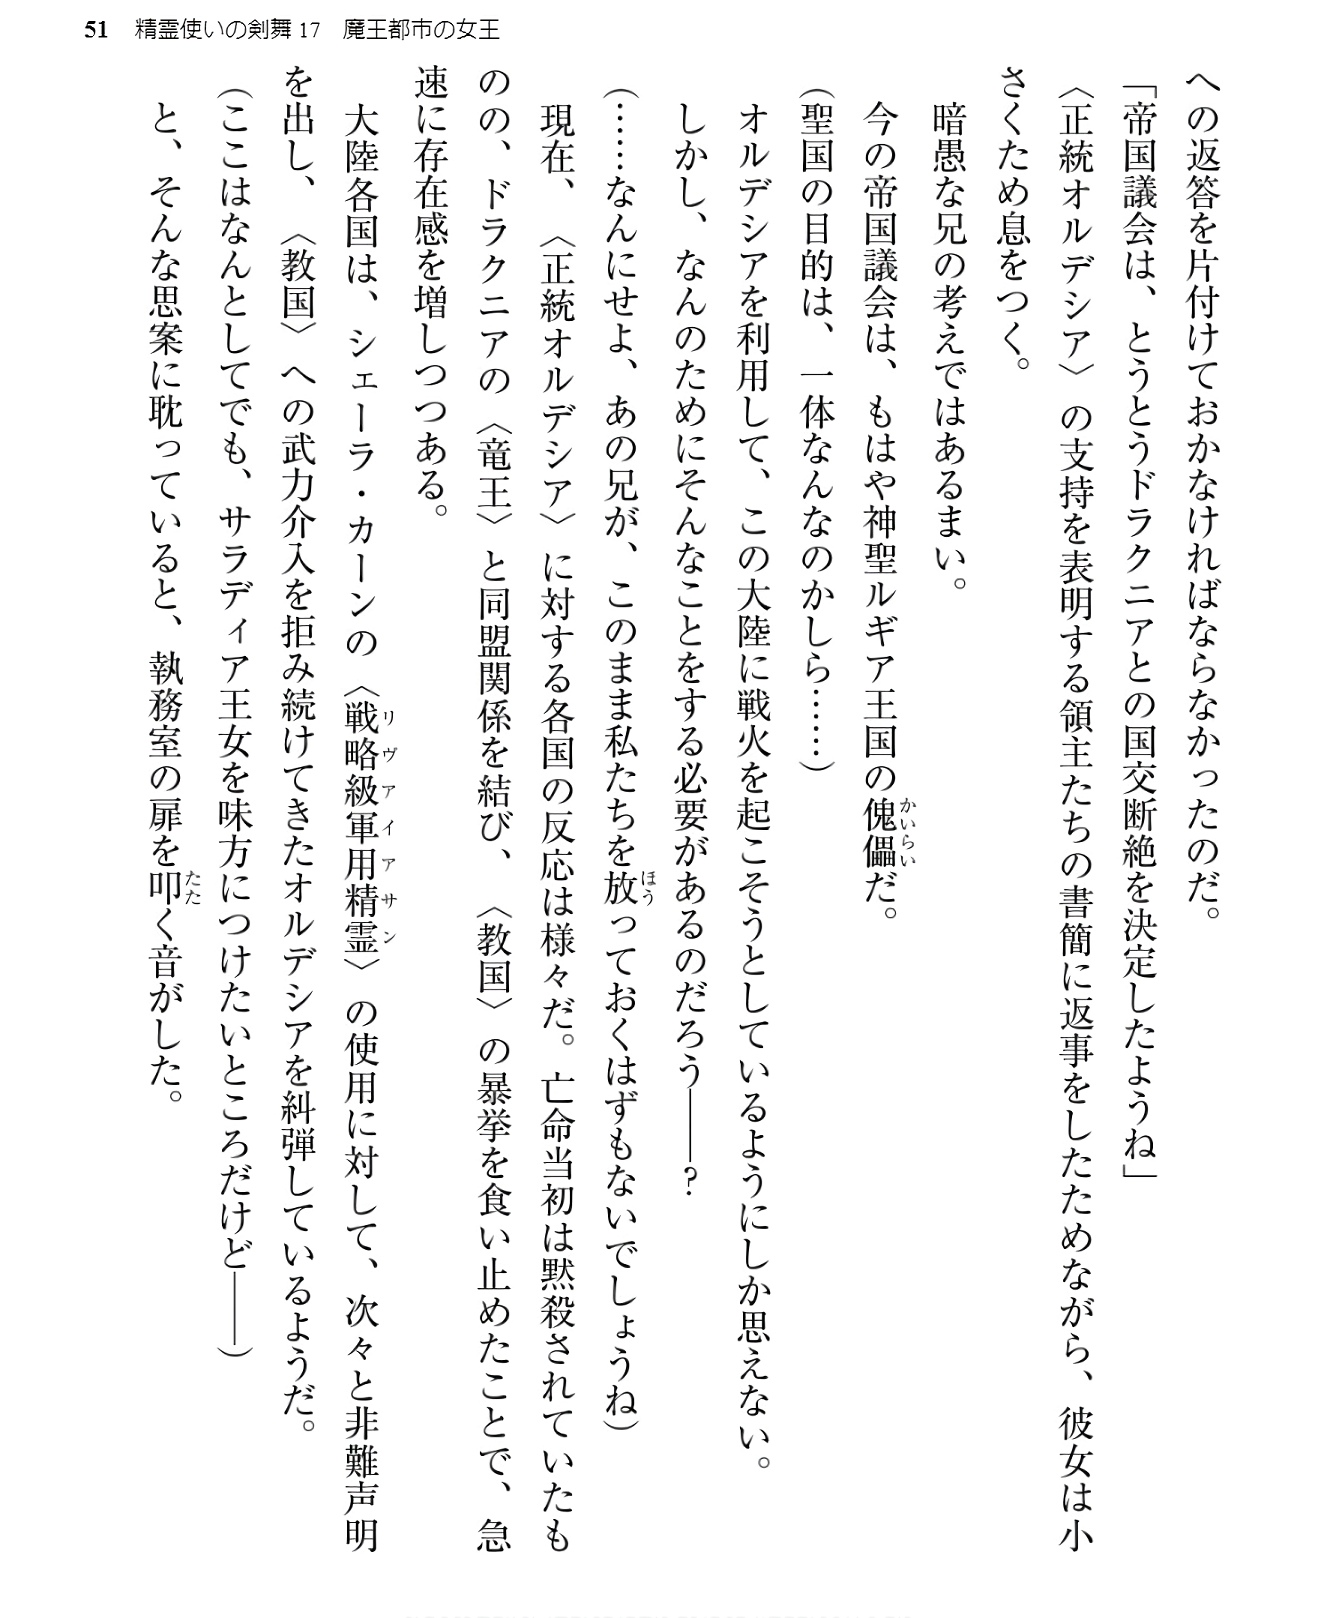 51 精霊使いの剣舞 17 魔王都市の女王
への返答を片付けておかなければならなかったのだ。
「帝国議会は、とうとうドラクニアとの国交断絶を決定したようね」
〈正統オルデシア〉の支持を表明する領主たちの書簡に返事をしたためながら、彼女は小
さくため息をつく。
暗愚な兄の考えではあるまい。
今の帝国議会は、もはや神聖ルギア王国の傀儡だ。
(聖国の目的は、一体なんなのかしら……)
オルデシアを利用して、この大陸に戦火を起こそうとしているようにしか思えない。
しかし、なんのためにそんなことをする必要があるのだろう――?
(……なんにせよ、あの兄が、このまま私たちを放っておくはずもないでしょうね)
現在、〈正統オルデシア〉に対する各国の反応は様々だ。亡命当初は黙殺されていたも
のの、ドラクニアの〈竜王〉と同盟関係を結び、〈教国〉の暴挙を食い止めたことで、急
速に存在感を増しつつある。
大陸各国は、シェーラ・カーンの〈戦略級軍用精霊〉の使用に対して、次々と非難声明
を出し、〈教国〉への武力介入を拒み続けてきたオルデシアを糾弾しているようだ。
(ここはなんとしてでも、サラディア王女を味方につけたいところだけど――)
と、そんな思案に耽っていると、執務室の扉を叩く音がした。
かいらい
ほう
リヴァイアサン
たた